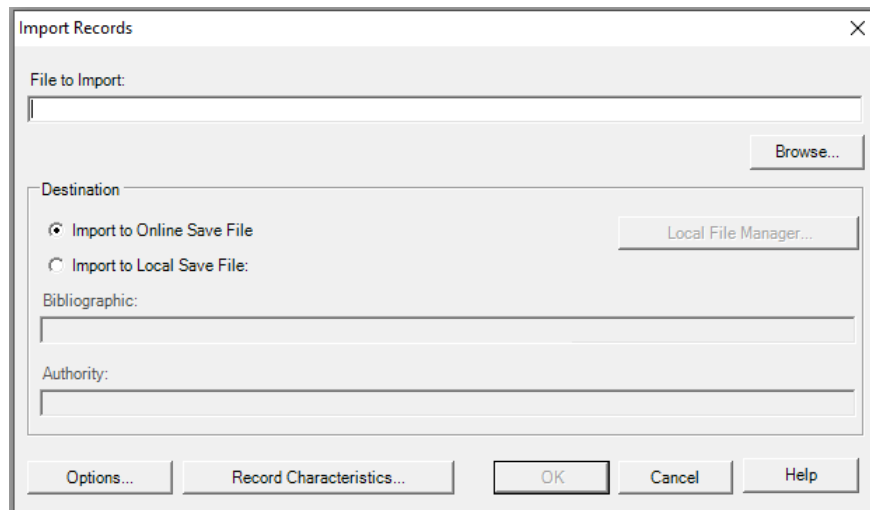 Import Records
File to Import:
Browse...
Destination
Import to Online Save File
Local File Manager...
Import to Local Save File:
Bibliographic:
Authority:
Options... Record Characteristics... OK Cancel Help